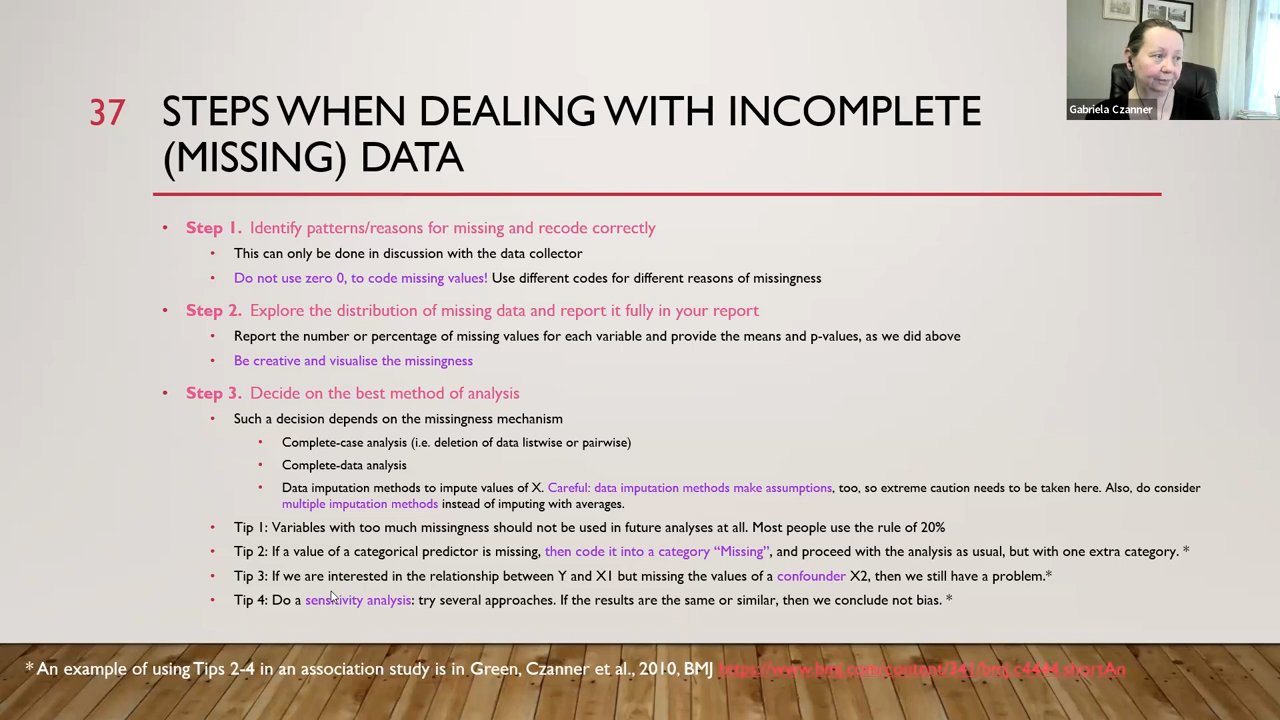 Gabriela Czanner
37
STEPS WHEN DEALING WITH INCOMPLETE
(MISSING) DATA
• Step 1. Identify patterns/reasons for missing and recode correctly
• This can only be done in discussion with the data collector
• Do not use zero 0, to code missing values! Use different codes for different reasons of missingness
• Step 2. Explore the distribution of missing data and report it fully in your report
• Report the number or percentage of missing values for each variable and provide the means and p-values, as we did above
• Be creative and visualise the missingness
• Step 3. Decide on the best method of analysis
• Such a decision depends on the missingness mechanism
• Complete-case analysis (i.e. deletion of data listwise or pairwise)
• Complete-data analysis
• Data imputation methods to impute values of X. Careful: data imputation methods make assumptions, too, so extreme caution needs to be taken here. Also, do consider
multiple imputation methods instead of imputing with averages.
• Tip 1: Variables with too much missingness should not be used in future analyses at all. Most people use the rule of 20%
• Tip 2: If a value of a categorical predictor is missing, then code it into a category “Missing”, and proceed with the analysis as usual, but with one extra category. *
• Tip 3: If we are interested in the relationship between Y and X1 but missing the values of a confounder X2, then we still have a problem.*
• Tip 4: Do a sensitivity analysis: try several approaches. If the results are the same or similar, then we conclude not bias. *
* An example of using Tips 2-4 in an association study is in Green, Czanner et al., 2010, BMJ https://www.bmj.com/content/341/bmj.c4444.shortAn